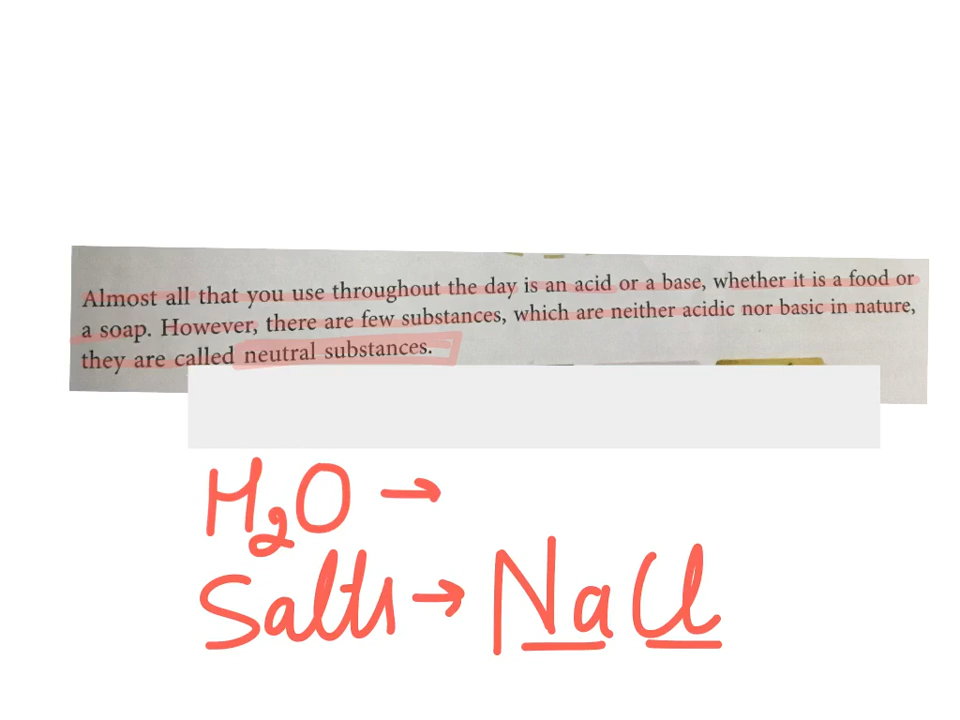 Almost all that you use throughout the day is an acid or a base, whether it is a food or
a soap. However, there are few substances, which are neither acidic nor basic in nature,
they are called neutral substances.
H₂O →
Salts → NaCl